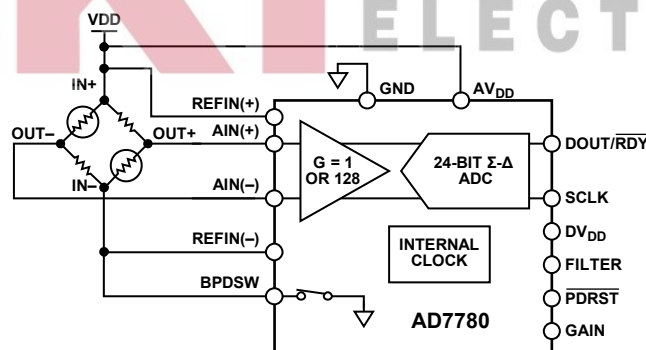 ELECT
VDD
IN+
GND
AVDD
REFIN(+)
OUT–
OUT+
AIN(+)
DOUT/RDY
G = 1
OR 128
24-BIT Σ-Δ
ADC
IN–
AIN(–)
SCLK
REFIN(–)
DVDD
INTERNAL
CLOCK
FILTER
BPDSW
PDRST
AD7780
GAIN